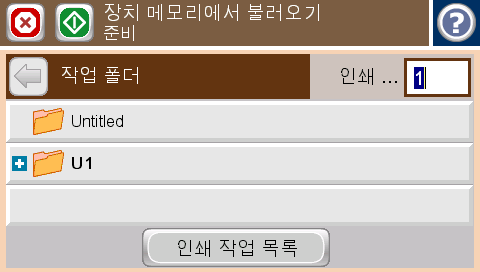 장치 메모리에서 불러오기
준비
?
작업 폴더
인쇄 ...
1
Untitled
U1
인쇄 작업 목록